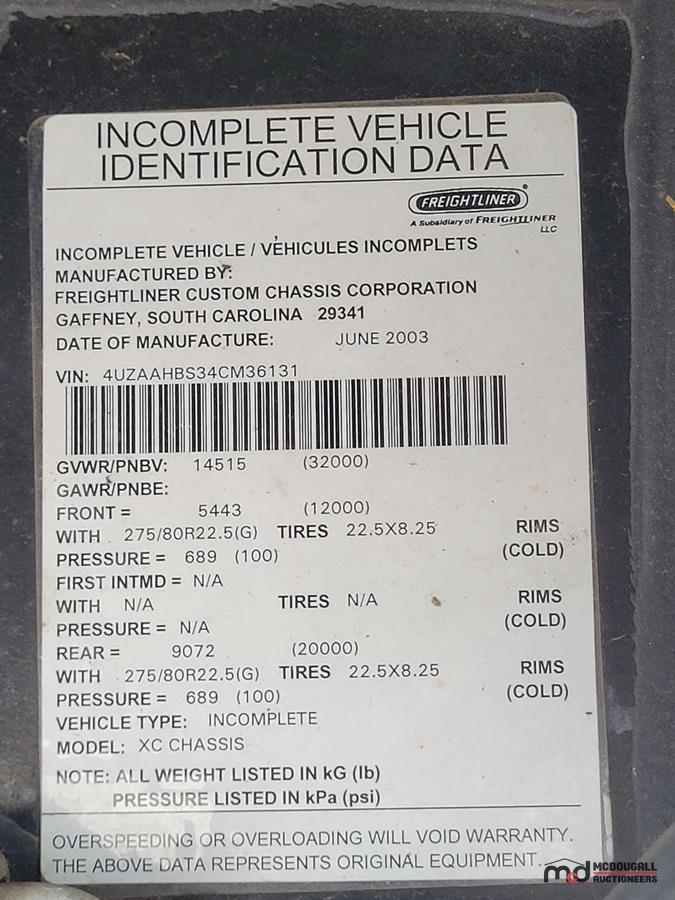 INCOMPLETE VEHICLE
IDENTIFICATION DATA
FREIGHTLINER®
A Subsidiary of FREIGHTLINER
LLC
INCOMPLETE VEHICLE / VÉHICULES INCOMPLETS
MANUFACTURED BY:
FREIGHTLINER CUSTOM CHASSIS CORPORATION
GAFFNEY, SOUTH CAROLINA 29341
DATE OF MANUFACTURE: JUNE 2003
VIN: 4UZAAHBS34CM36131
GVWR/PNBV: 14515 (32000)
GAWR/PNBE:
FRONT = 5443 (12000)
WITH 275/80R22.5(G) TIRES 22.5X8.25 RIMS
PRESSURE = 689 (100) (COLD)
FIRST INTMD = N/A
WITH N/A TIRES N/A RIMS
PRESSURE = N/A (COLD)
REAR = 9072 (20000)
WITH 275/80R22.5(G) TIRES 22.5X8.25 RIMS
PRESSURE = 689 (100) (COLD)
VEHICLE TYPE: INCOMPLETE
MODEL: XC CHASSIS
NOTE: ALL WEIGHT LISTED IN kG (lb)
PRESSURE LISTED IN kPa (psi)
OVERSPEEDING OR OVERLOADING WILL VOID WARRANTY.
THE ABOVE DATA REPRESENTS ORIGINAL EQUIPMENT.
md MCDOUGALL
AUCTIONEERS